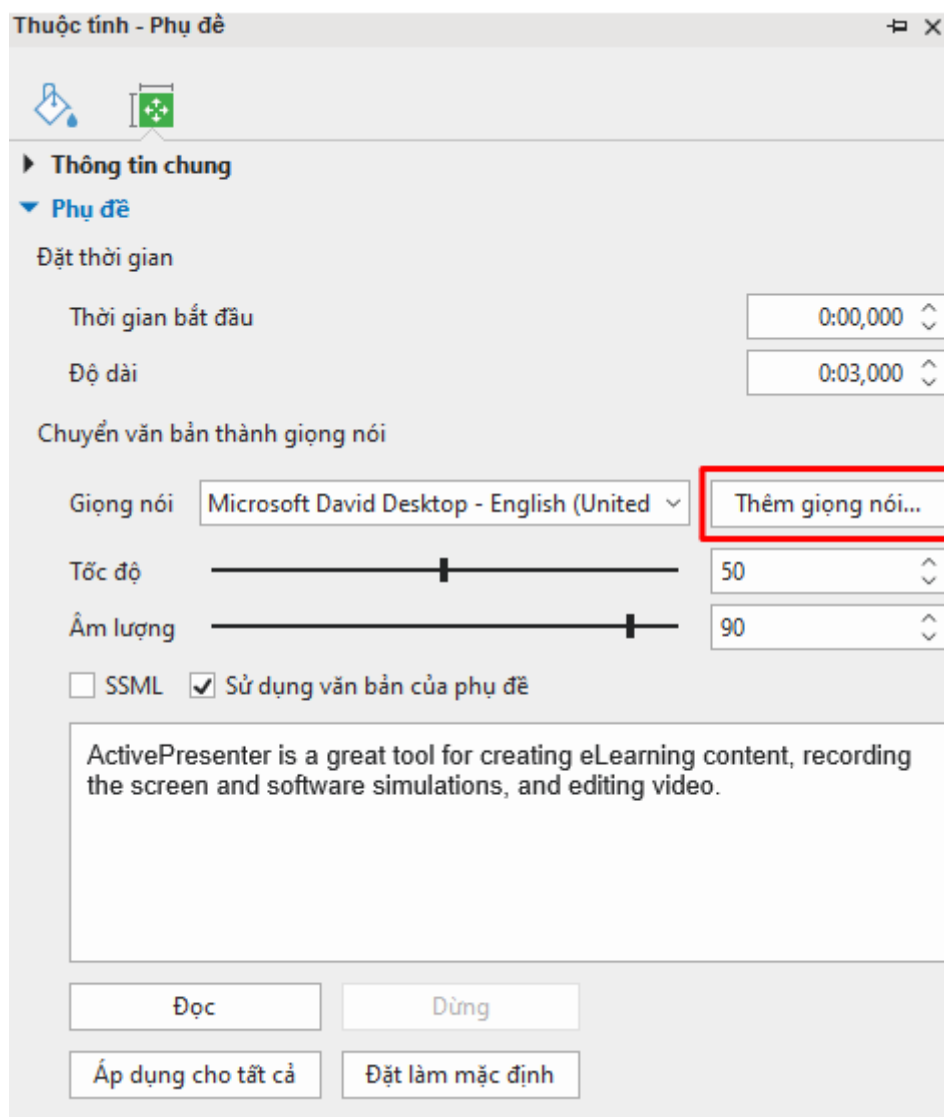 Thuộc tính - Phụ đề
Thông tin chung
Phụ đề
Đặt thời gian
Thời gian bắt đầu 0:00,000
Độ dài 0:03,000
Chuyển văn bản thành giọng nói
Giọng nói Microsoft David Desktop - English (United Thêm giọng nói...
Tốc độ 50
Âm lượng 90
SSML Sử dụng văn bản của phụ đề
ActivePresenter is a great tool for creating eLearning content, recording
the screen and software simulations, and editing video.
Đọc Dừng
Áp dụng cho tất cả Đặt làm mặc định